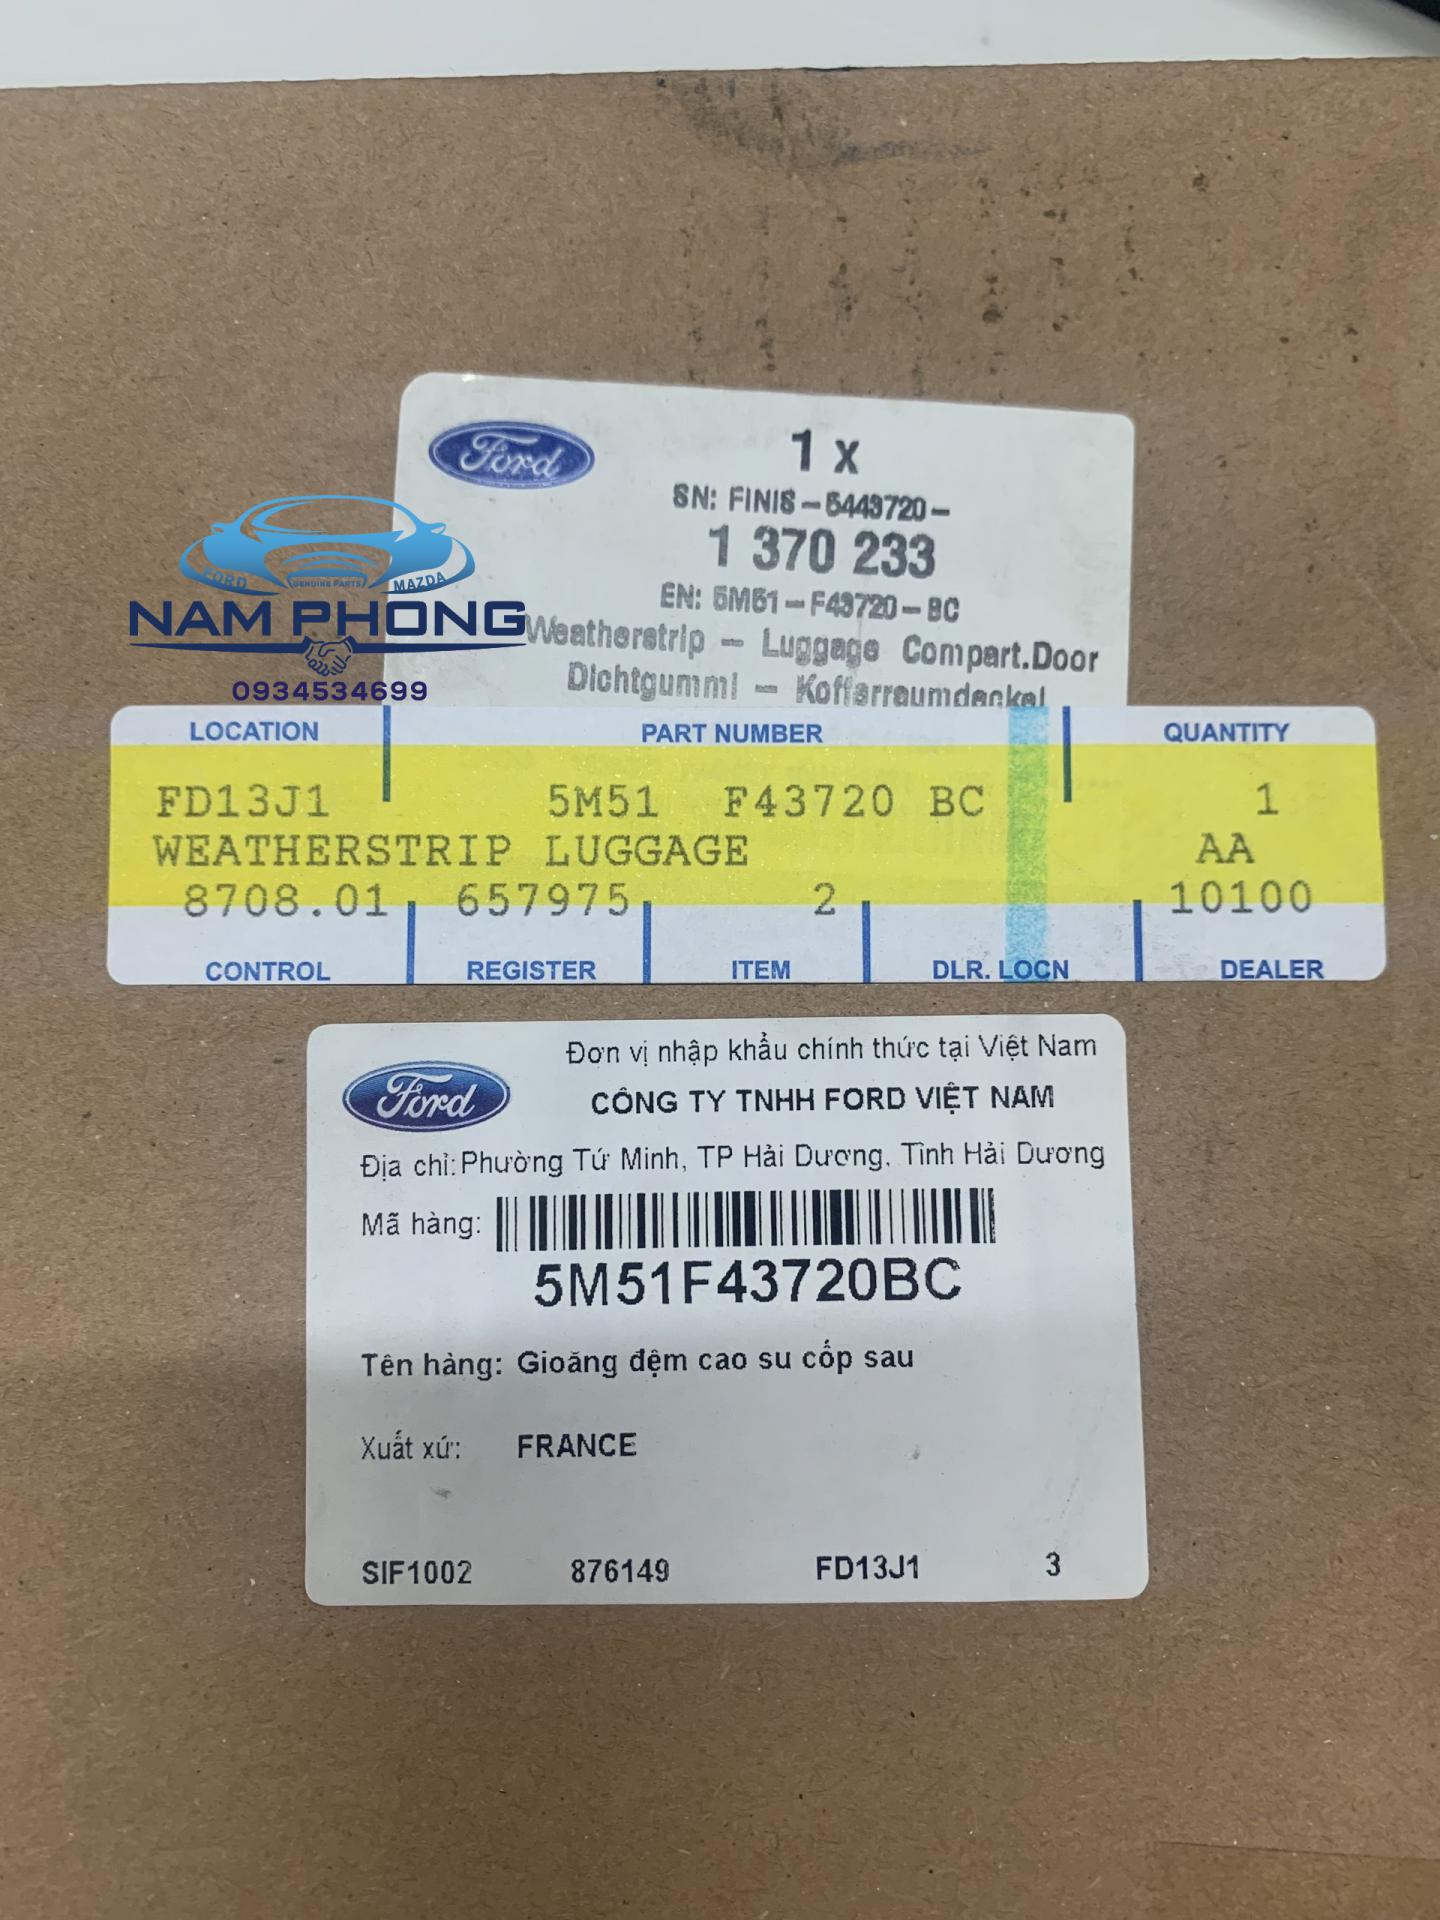 Ford
1 x
SN: FINIS-5443720-
1 370 233
EN: 5M51-F43720-BC
Weatherstrip - Luggage Compart.Door
Dichtgummi - Kofferraumdeckel
FORD GENUINE PARTS MAZDA
NAM PHONG
0934534699
LOCATION PART NUMBER QUANTITY
FD13J1 5M51 F43720 BC 1
WEATHERSTRIP LUGGAGE AA
8708.01 657975 2 10100
CONTROL REGISTER ITEM DLR. LOCN DEALER
Ford
Đơn vị nhập khẩu chính thức tại Việt Nam
CÔNG TY TNHH FORD VIỆT NAM
Địa chỉ: Phường Tứ Minh, TP Hải Dương, Tỉnh Hải Dương
Mã hàng:
5M51F43720BC
Tên hàng: Gioăng đệm cao su cốp sau
Xuất xứ: FRANCE
SIF1002 876149 FD13J1 3